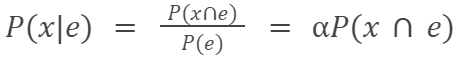 P(x|e) = P(x∩e)/P(e) = αP(x ∩ e)